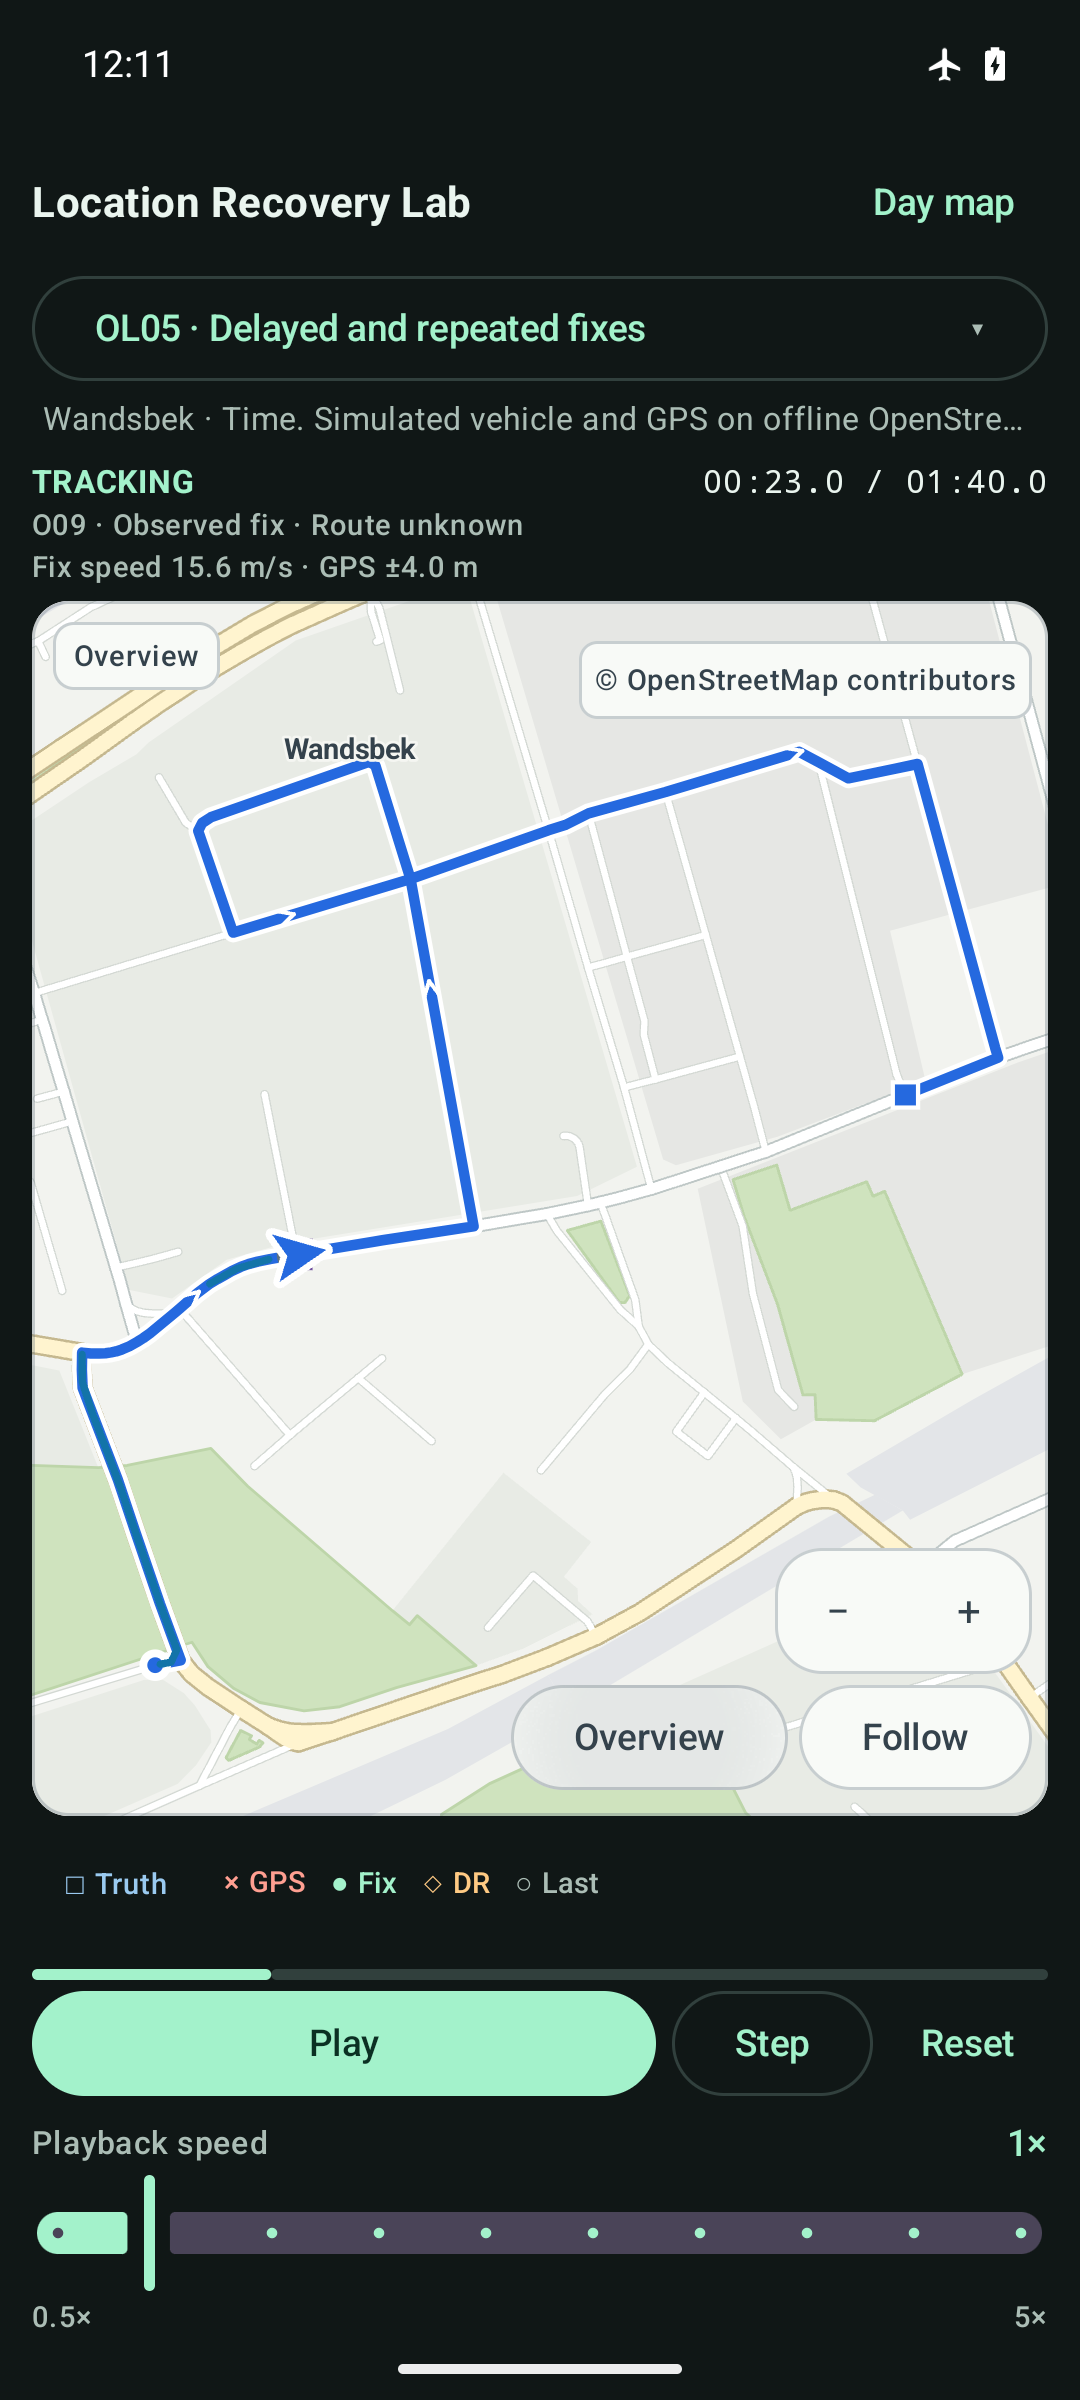 12:11
Location Recovery Lab
Day map
OL05 · Delayed and repeated fixes ▾
Wandsbek · Time. Simulated vehicle and GPS on offline OpenStre…
TRACKING
00:23.0 / 01:40.0
O09 · Observed fix · Route unknown
Fix speed 15.6 m/s · GPS ±4.0 m
Overview
© OpenStreetMap contributors
Wandsbek
− +
Overview
Follow
□ Truth × GPS ● Fix ◇ DR ○ Last
Play
Step
Reset
Playback speed
1×
0.5×
5×